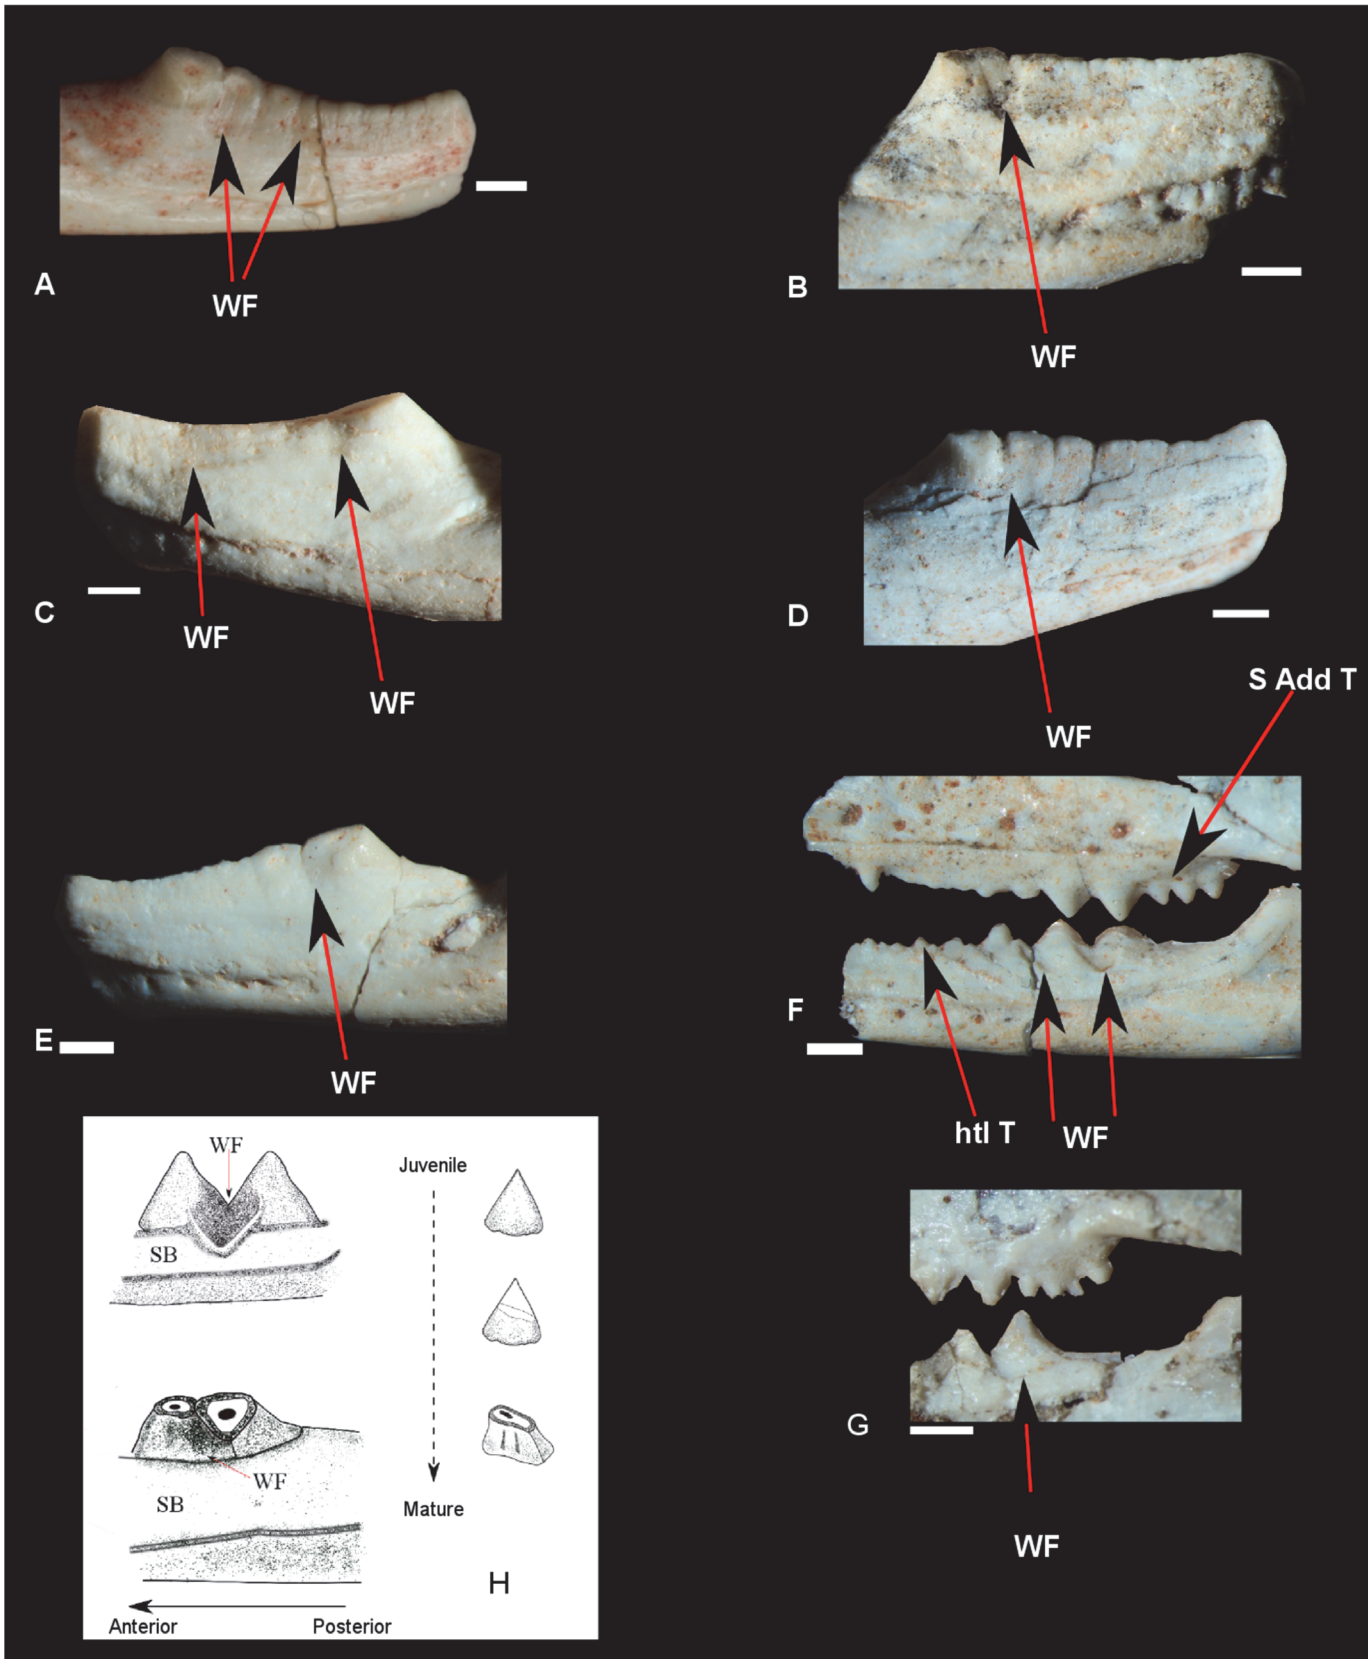 A
WF
B
WF
C
WF
WF
D
WF
S Add T
E
WF
F
htl T
WF
G
WF
WF
SB
Juvenile
WF
SB
Mature
H
Anterior
Posterior